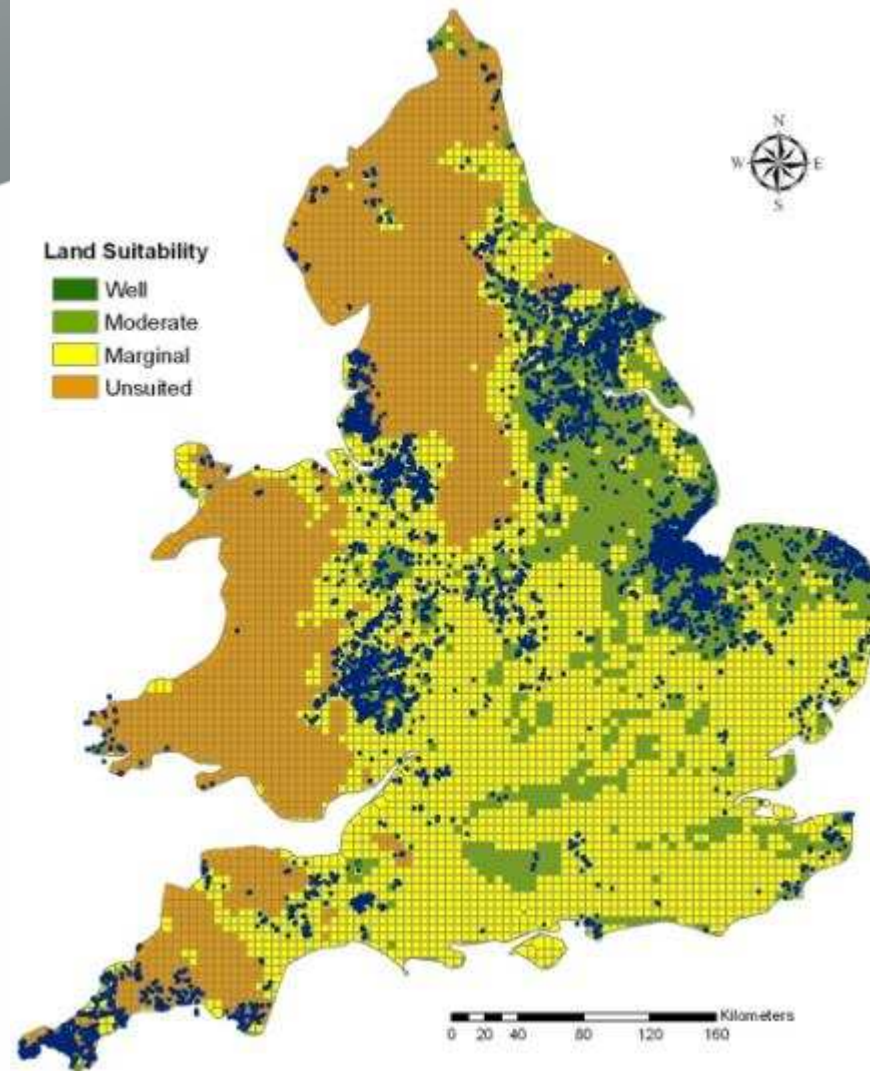 N
W E
S
Land Suitability
Well
Moderate
Marginal
Unsuited
Kilometers
0 20 40 80 120 160